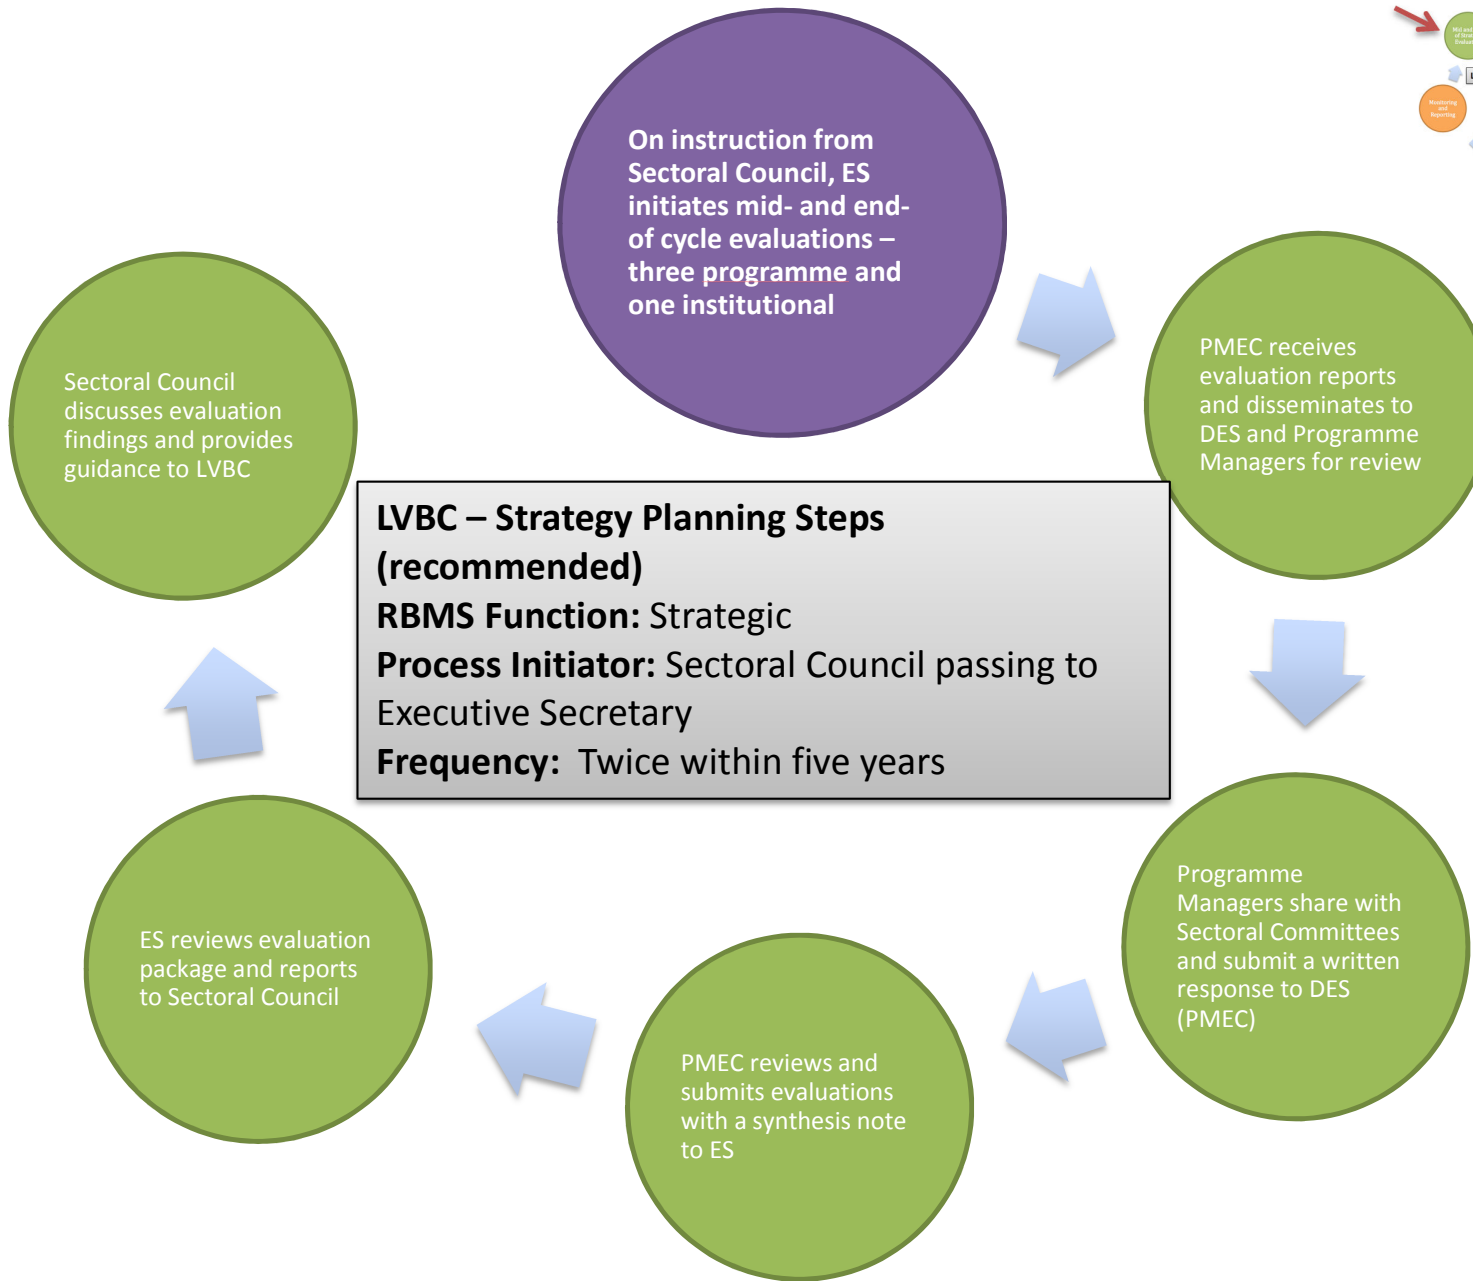 On instruction from
Sectoral Council, ES
initiates mid- and end-
of cycle evaluations –
three programme and
one institutional
PMEC receives
evaluation reports
and disseminates to
DES and Programme
Managers for review
Programme
Managers share with
Sectoral Committees
and submit a written
response to DES
(PMEC)
PMEC reviews and
submits evaluations
with a synthesis note
to ES
ES reviews evaluation
package and reports
to Sectoral Council
Sectoral Council
discusses evaluation
findings and provides
guidance to LVBC
LVBC – Strategy Planning Steps
(recommended)
RBMS Function: Strategic
Process Initiator: Sectoral Council passing to
Executive Secretary
Frequency:  Twice within five years
Monitoring
and
Reporting